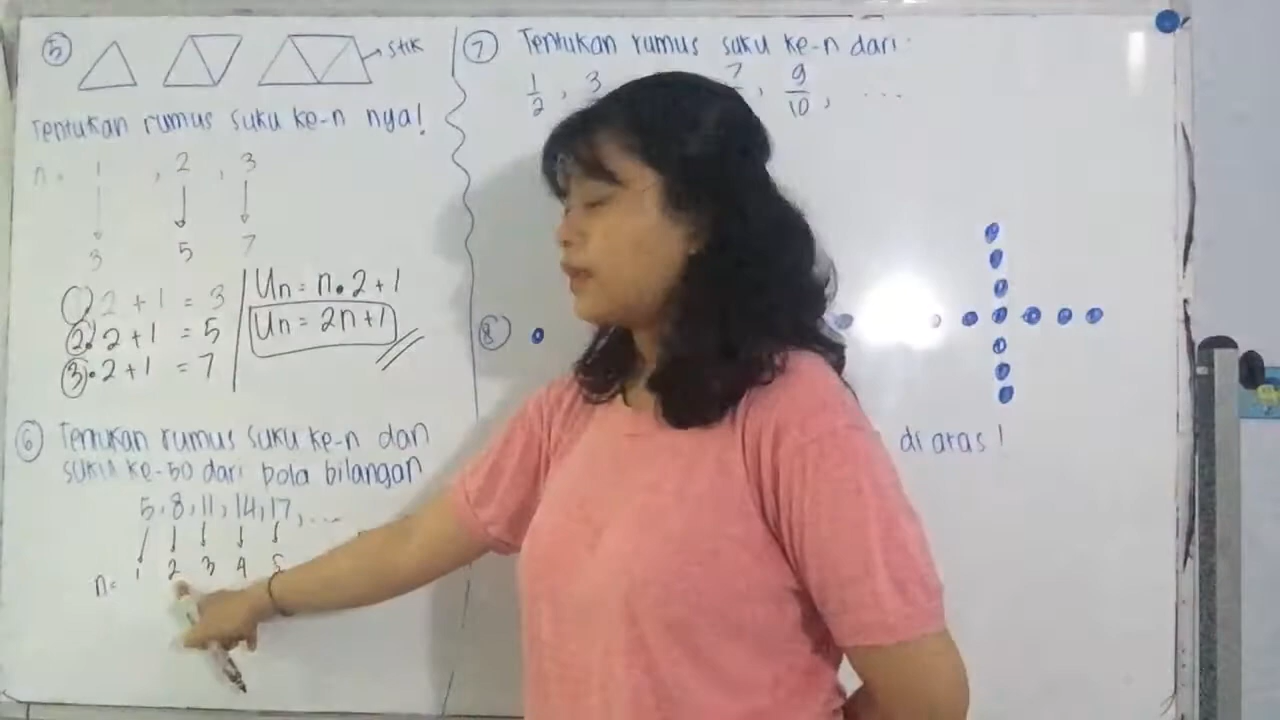 5 stik
Tentukan rumus suku ke-n nya!
n = 1 , 2 , 3
3 5 7
1. 2 + 1 = 3
2. 2 + 1 = 5
3. 2 + 1 = 7
Un = n . 2 + 1
Un = 2n + 1
6 Tentukan rumus suku ke-n dan
suku ke-50 dari pola bilangan
5, 8, 11, 14, 17, ...
n = 1 2 3 4 5
7 Tentukan rumus suku ke-n dari:
1/2, 3 7 , 9/10, ...
8
di atas!